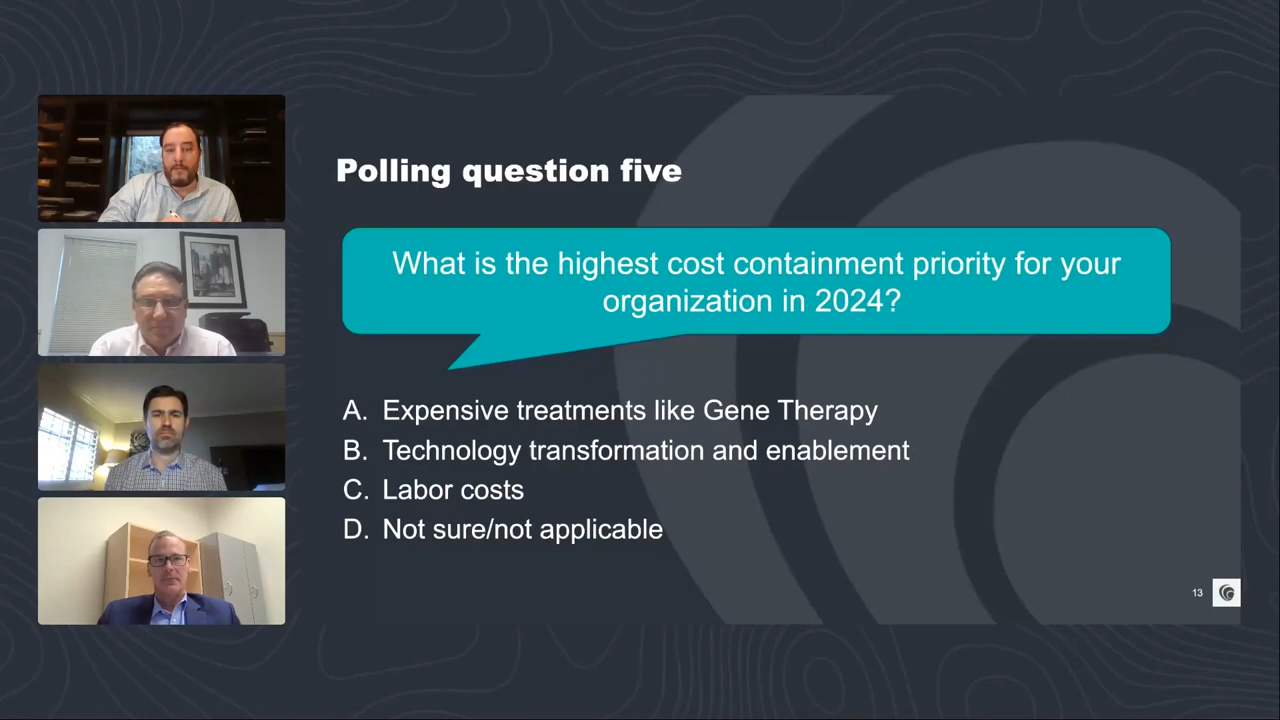 Polling question five
What is the highest cost containment priority for your
organization in 2024?
A. Expensive treatments like Gene Therapy
B. Technology transformation and enablement
C. Labor costs
D. Not sure/not applicable
13